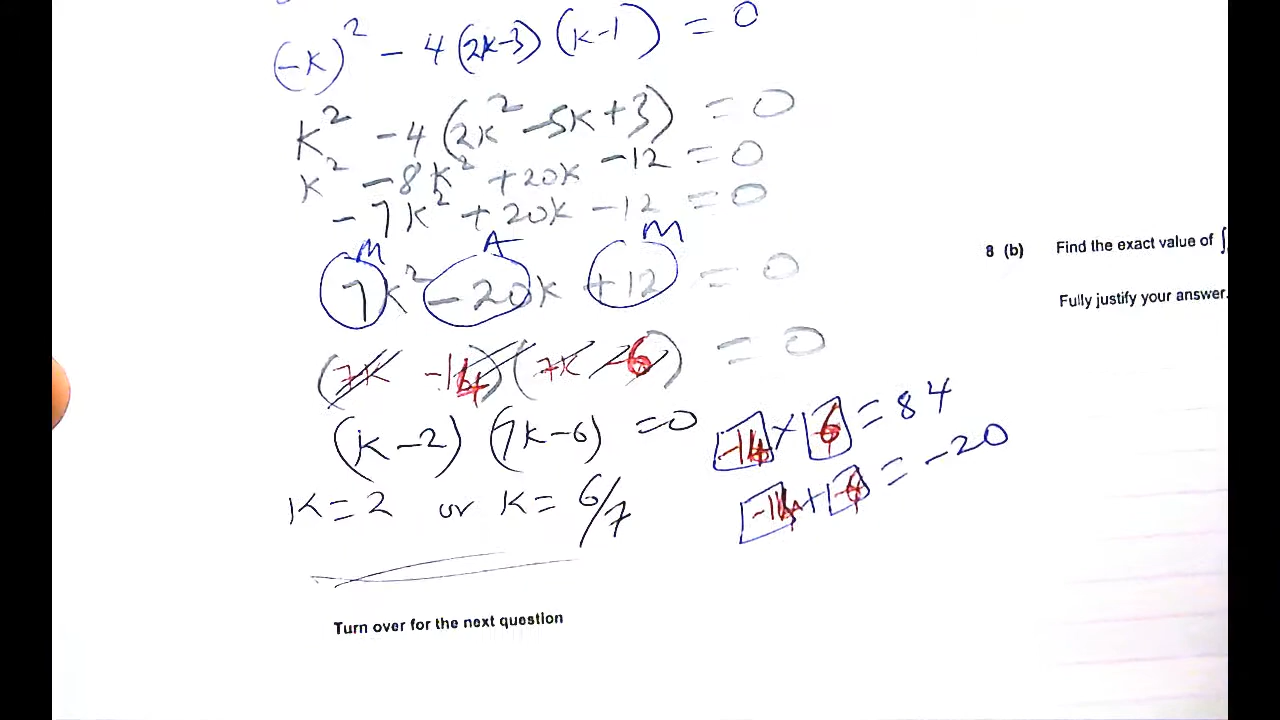 (-k)² - 4(2k-3)(k-1) = 0
k² - 4(2k² - 5k + 3) = 0
k² - 8k² + 20k - 12 = 0
- 7k² + 20k - 12 = 0
M A M
7k² - 20k + 12 = 0
(7k - 14)(7k - 6) = 0
(k - 2) (7k - 6) = 0
k = 2 or k = 6/7
-14 × -6 = 84
-14 + -6 = -20
Turn over for the next question
8 (b) Find the exact value of ∫
Fully justify your answer.